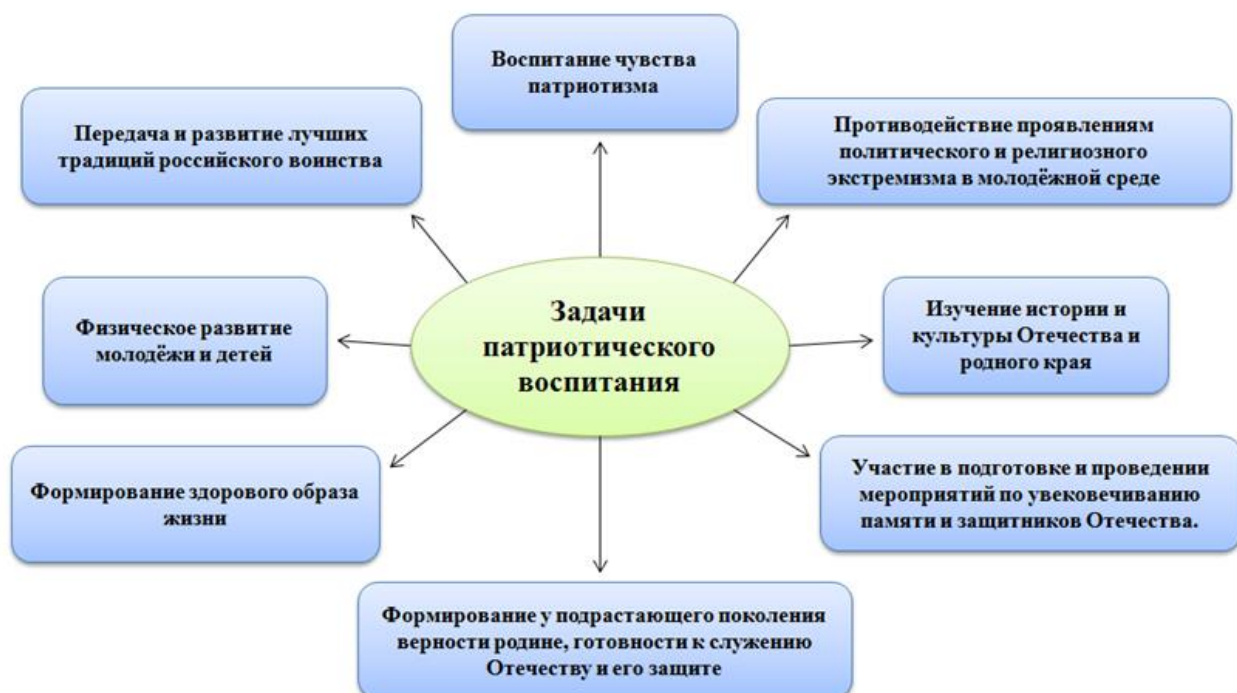 Воспитание чувства
патриотизма
Передача и развитие лучших
традиций российского воинства
Противодействие проявлениям
политического и религиозного
экстремизма в молодёжной среде
Задачи
патриотического
воспитания
Физическое развитие
молодёжи и детей
Изучение истории и
культуры Отечества и
родного края
Формирование здорового образа
жизни
Участие в подготовке и проведении
мероприятий по увековечиванию
памяти и защитников Отечества.
Формирование у подрастающего поколения
верности родине, готовности к служению
Отечеству и его защите